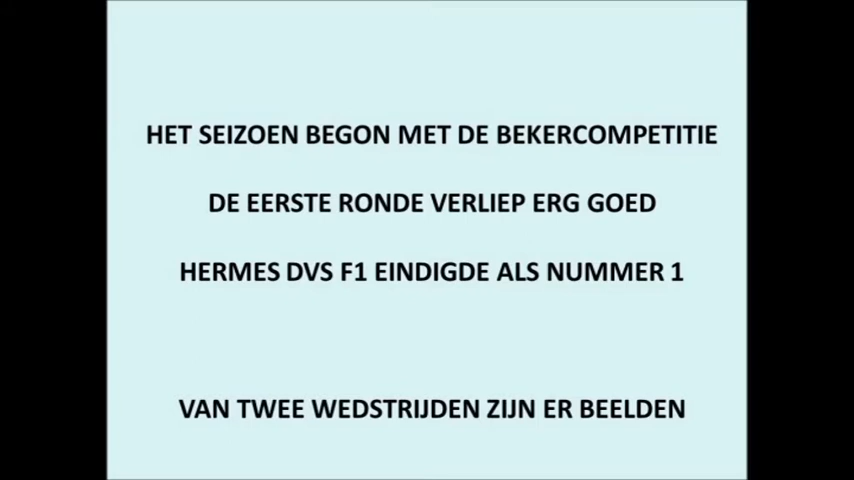 HET SEIZOEN BEGON MET DE BEKERCOMPETITIE
DE EERSTE RONDE VERLIEP ERG GOED
HERMES DVS F1 EINDIGDE ALS NUMMER 1
VAN TWEE WEDSTRIJDEN ZIJN ER BEELDEN